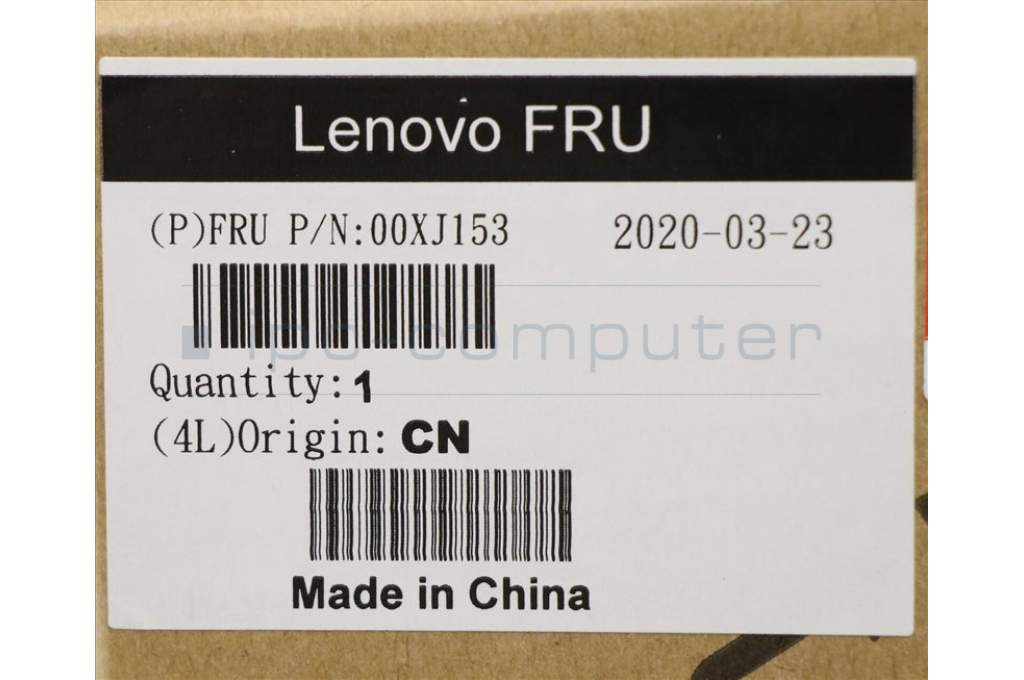 Lenovo FRU
(P)FRU P/N:00XJ153 2020-03-23
ipc-computer
Quantity:1
(4L)Origin: CN
Made in China